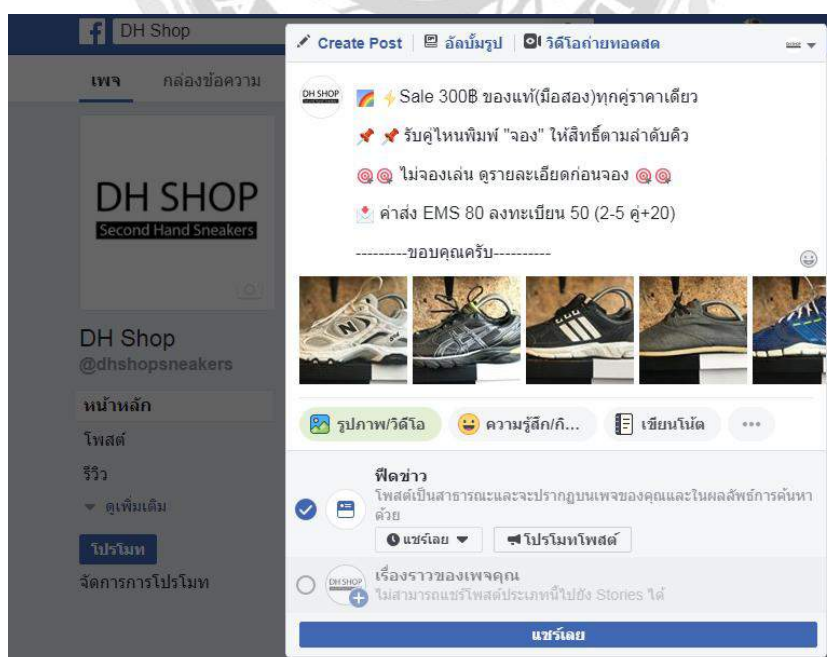 DH Shop
เพจ กล่องข้อความ
DH SHOP
Second Hand Sneakers
DH Shop
@dhshopsneakers
หน้าหลัก
โพสต์
รีวิว
ดูเพิ่มเติม
โปรโมท
จัดการการโปรโมท
Create Post อัลบั้มรูป วิดีโอถ่ายทอดสด
DH SHOP
Sale 300฿ ของแท้(มือสอง)ทุกคู่ราคาเดียว
รับคู่ไหนพิมพ์ "จอง" ให้สิทธิ์ตามลำดับคิว
ไม่จองเล่น ดูรายละเอียดก่อนจอง
ค่าส่ง EMS 80 ลงทะเบียน 50 (2-5 คู่+20)
---------ขอบคุณครับ----------
รูปภาพ/วิดีโอ ความรู้สึก/กิ... เขียนโน้ต
ฟีดข่าว
โพสต์เป็นสาธารณะและจะปรากฏบนเพจของคุณและในผลลัพธ์การค้นหา
ด้วย
แชร์เลย โปรโมทโพสต์
DH SHOP
เรื่องราวของเพจคุณ
ไม่สามารถแชร์โพสต์ประเภทนี้ไปยัง Stories ได้
แชร์เลย